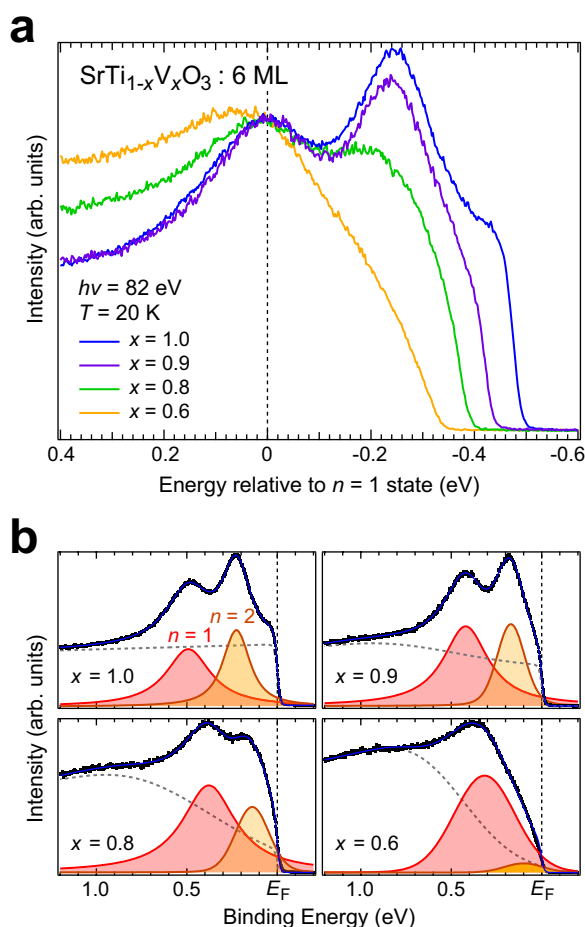 a
SrTi1-xVxO3 : 6 ML
Intensity (arb. units)
hν = 82 eV
T = 20 K
x = 1.0
x = 0.9
x = 0.8
x = 0.6
0.4 0.2 0 -0.2 -0.4 -0.6
Energy relative to n = 1 state (eV)
b
Intensity (arb. units)
n = 1
n = 2
x = 1.0
x = 0.9
x = 0.8
x = 0.6
1.0 0.5 EF 1.0 0.5 EF
Binding Energy (eV)